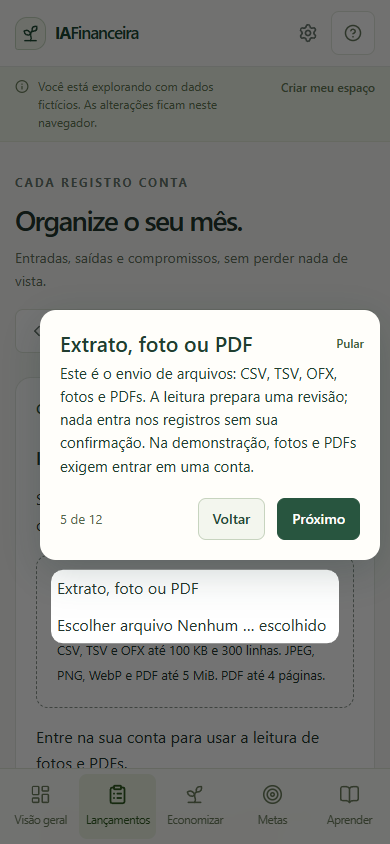 IAFinanceira
Você está explorando com dados
fictícios. As alterações ficam neste
navegador.
Criar meu espaço
CADA REGISTRO CONTA
Organize o seu mês.
Entradas, saídas e compromissos, sem perder nada de
vista.
Extrato, foto ou PDF
Pular
Este é o envio de arquivos: CSV, TSV, OFX,
fotos e PDFs. A leitura prepara uma revisão;
nada entra nos registros sem sua
confirmação. Na demonstração, fotos e PDFs
exigem entrar em uma conta.
5 de 12
Voltar
Próximo
Extrato, foto ou PDF
Escolher arquivo Nenhum ... escolhido
CSV, TSV e OFX até 100 KB e 300 linhas. JPEG,
PNG, WebP e PDF até 5 MiB. PDF até 4 páginas.
Entre na sua conta para usar a leitura de
fotos e PDFs.
Visão geral
Lançamentos
Economizar
Metas
Aprender